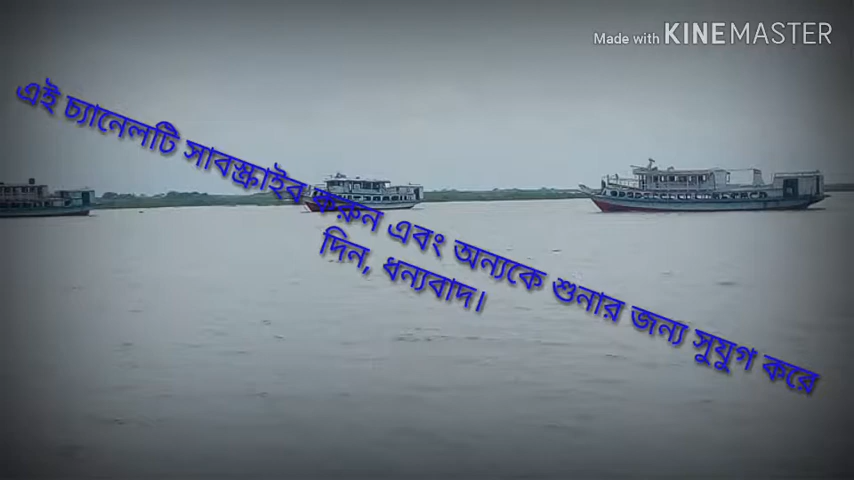 Made with KINEMASTER
এই চ্যানেলটি সাবস্ক্রাইব করুন এবং অন্যকে শুনার জন্য সুযুগ করে
দিন, ধন্যবাদ।